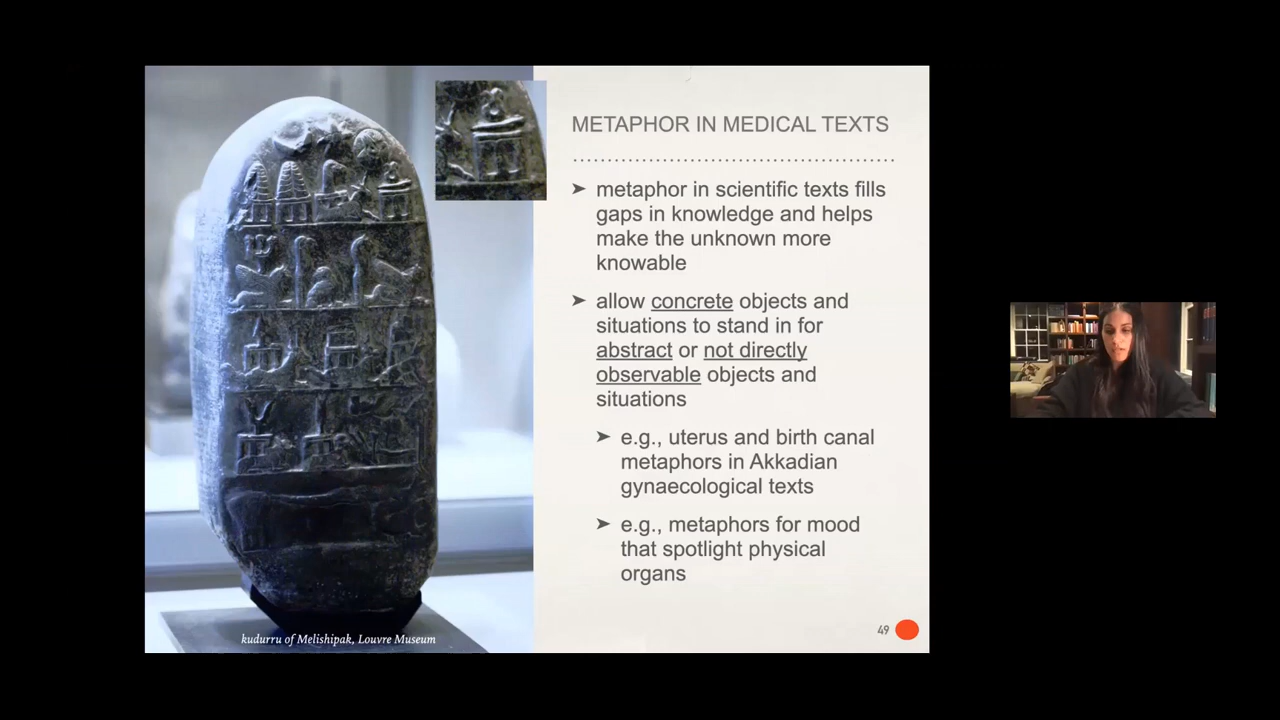 METAPHOR IN MEDICAL TEXTS
➤ metaphor in scientific texts fills
gaps in knowledge and helps
make the unknown more
knowable
➤ allow concrete objects and
situations to stand in for
abstract or not directly
observable objects and
situations
➤ e.g., uterus and birth canal
metaphors in Akkadian
gynaecological texts
➤ e.g., metaphors for mood
that spotlight physical
organs
kudurru of Melishipak, Louvre Museum
49